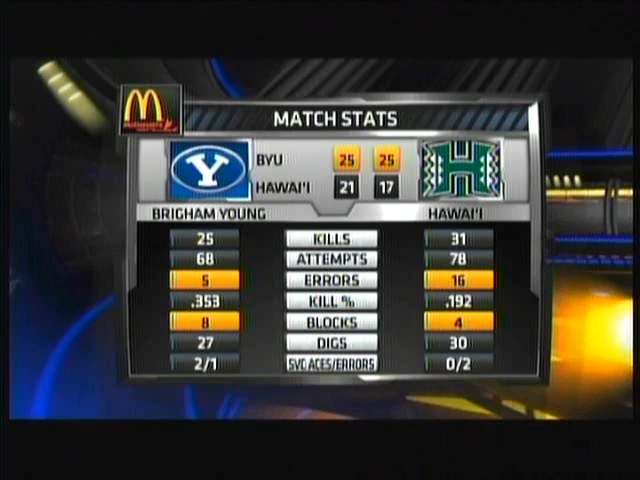 MATCH STATS
BYU 25 25
HAWAI'I 21 17
BRIGHAM YOUNG HAWAI'I
25 KILLS 31
68 ATTEMPTS 78
5 ERRORS 16
.353 KILL % .192
8 BLOCKS 4
27 DIGS 30
2/1 SVC ACES/ERRORS 0/2